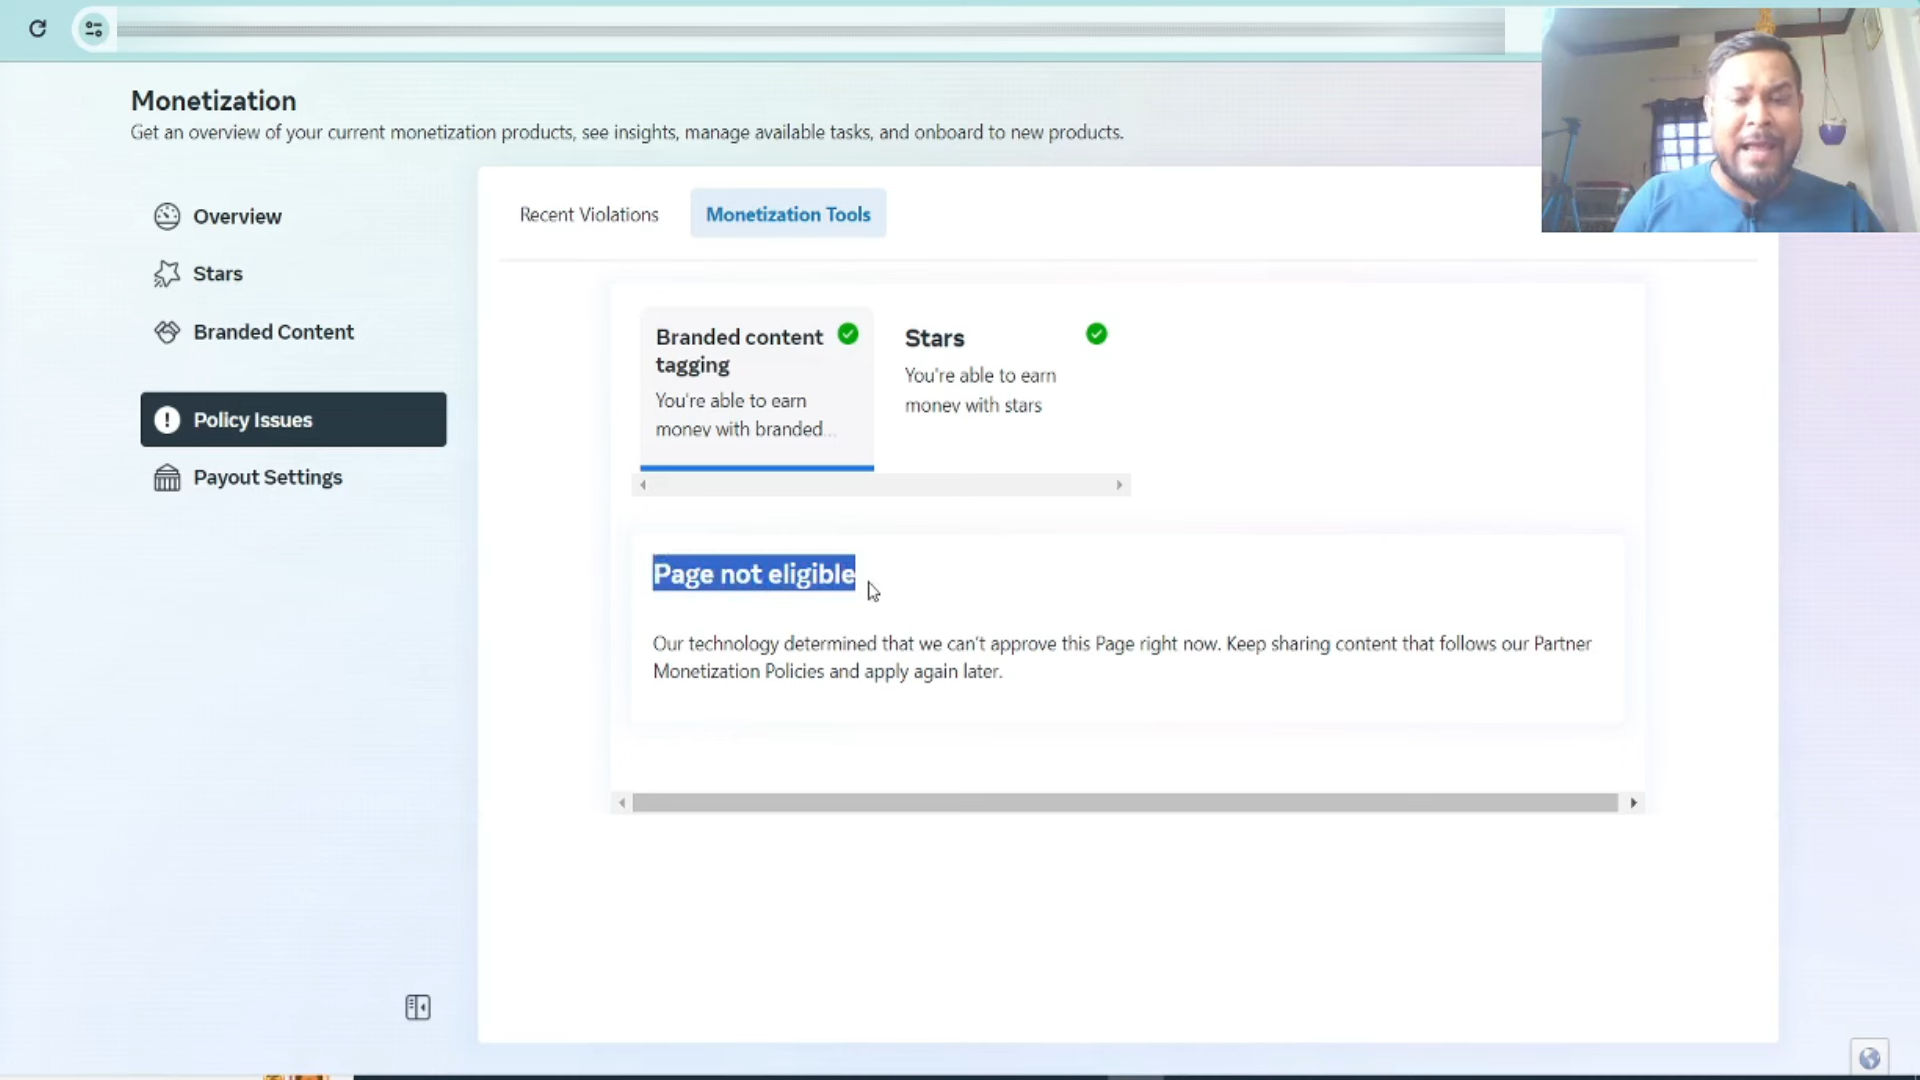 Monetization
Get an overview of your current monetization products, see insights, manage available tasks, and onboard to new products.
Overview
Stars
Branded Content
Policy Issues
Payout Settings
Recent Violations
Monetization Tools
Branded content
tagging
You're able to earn
money with branded...
Stars
You're able to earn
money with stars
Page not eligible
Our technology determined that we can't approve this Page right now. Keep sharing content that follows our Partner
Monetization Policies and apply again later.